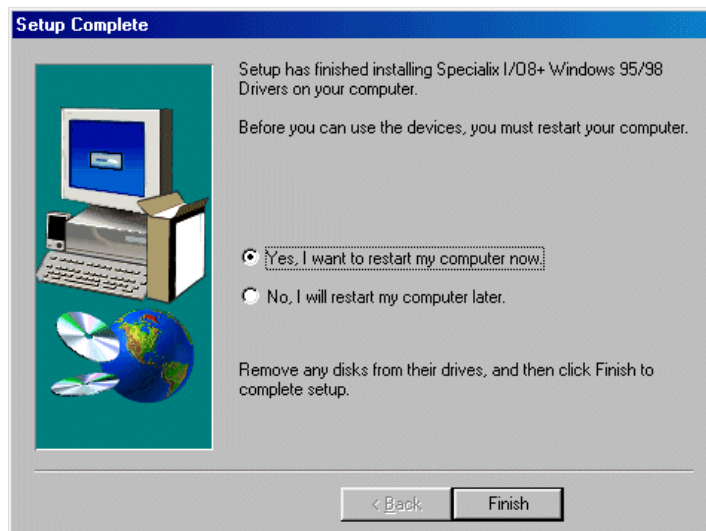 Setup Complete
Setup has finished installing Specialix I/O8+ Windows 95/98
Drivers on your computer.
Before you can use the devices, you must restart your computer.
Yes, I want to restart my computer now.
No, I will restart my computer later.
Remove any disks from their drives, and then click Finish to
complete setup.
< Back
Finish